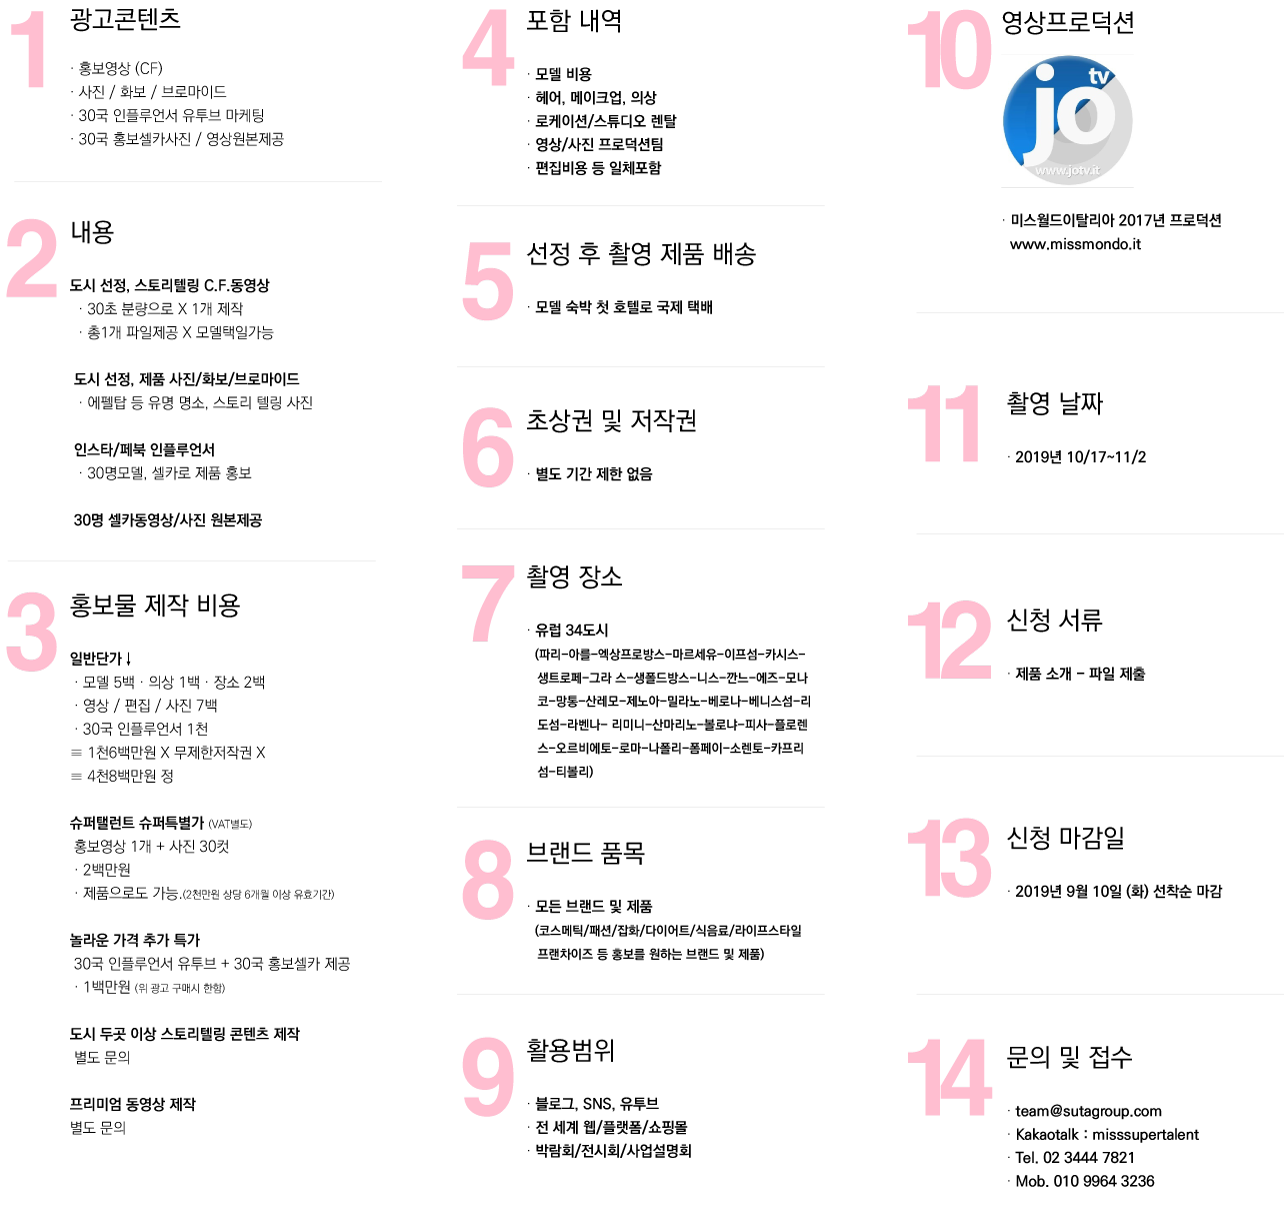 1 광고콘텐츠
· 홍보영상 (CF)
· 사진 / 화보 / 브로마이드
· 30국 인플루언서 유투브 마케팅
· 30국 홍보셀카사진 / 영상원본제공
2 내용
도시 선정, 스토리텔링 C.F.동영상
· 30초 분량으로 X 1개 제작
· 총1개 파일제공 X 모델택일가능
도시 선정, 제품 사진/화보/브로마이드
· 에펠탑 등 유명 명소, 스토리 텔링 사진
인스타/페북 인플루언서
· 30명모델, 셀카로 제품 홍보
30명 셀카동영상/사진 원본제공
3 홍보물 제작 비용
일반단가↓
· 모델 5백 · 의상 1백 · 장소 2백
· 영상 / 편집 / 사진 7백
· 30국 인플루언서 1천
= 1천6백만원 X 무제한저작권 X
= 4천8백만원 정
슈퍼탤런트 슈퍼특별가 (VAT별도)
홍보영상 1개 + 사진 30컷
· 2백만원
· 제품으로도 가능.(2천만원 상당 6개월 이상 유효기간)
놀라운 가격 추가 특가
30국 인플루언서 유투브 + 30국 홍보셀카 제공
· 1백만원 (위 광고 구매시 한함)
도시 두곳 이상 스토리텔링 콘텐츠 제작
별도 문의
프리미엄 동영상 제작
별도 문의
4 포함 내역
· 모델 비용
· 헤어, 메이크업, 의상
· 로케이션/스튜디오 렌탈
· 영상/사진 프로덕션팀
· 편집비용 등 일체포함
5 선정 후 촬영 제품 배송
· 모델 숙박 첫 호텔로 국제 택배
6 초상권 및 저작권
· 별도 기간 제한 없음
7 촬영 장소
· 유럽 34도시
(파리-아를-엑상프로방스-마르세유-이프섬-카시스-
생트로페-그라 스-생폴드방스-니스-깐느-에즈-모나
코-망통-산레모-제노아-밀라노-베로나-베니스섬-리
도섬-라벤나- 리미니-산마리노-볼로냐-피사-플로렌
스-오르비에토-로마-나폴리-폼페이-소렌토-카프리
섬-티볼리)
8 브랜드 품목
· 모든 브랜드 및 제품
(코스메틱/패션/잡화/다이어트/식음료/라이프스타일
프랜차이즈 등 홍보를 원하는 브랜드 및 제품)
9 활용범위
· 블로그, SNS, 유투브
· 전 세계 웹/플랫폼/쇼핑몰
· 박람회/전시회/사업설명회
10 영상프로덕션
jo tv
www.jotv.it
· 미스월드이탈리아 2017년 프로덕션
www.missmondo.it
11 촬영 날짜
· 2019년 10/17~11/2
12 신청 서류
· 제품 소개 - 파일 제출
13 신청 마감일
· 2019년 9월 10일 (화) 선착순 마감
14 문의 및 접수
· team@sutagroup.com
· Kakaotalk : misssupertalent
· Tel. 02 3444 7821
· Mob. 010 9964 3236